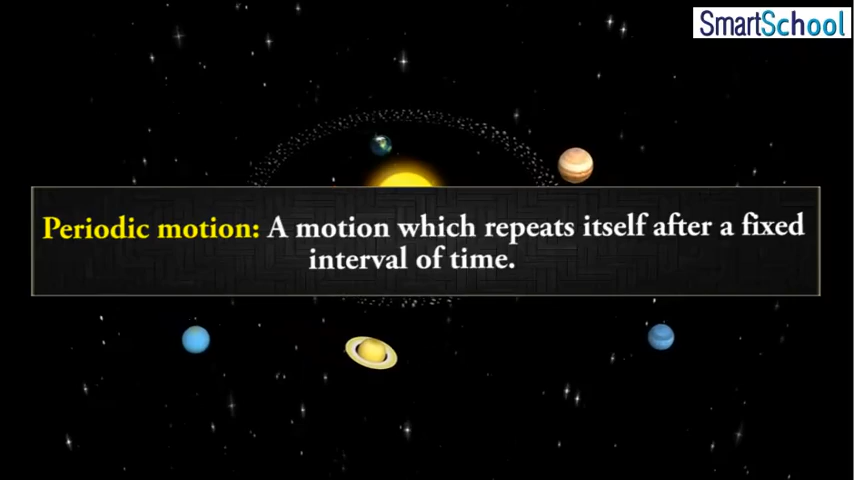 SmartSchool
Periodic motion: A motion which repeats itself after a fixed
interval of time.